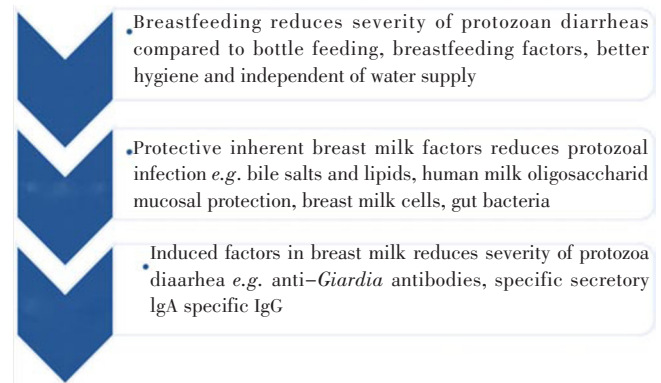 •Breastfeeding reduces severity of protozoan diarrheas
compared to bottle feeding, breastfeeding factors, better
hygiene and independent of water supply
•Protective inherent breast milk factors reduces protozoal
infection e.g. bile salts and lipids, human milk oligosaccharid
mucosal protection, breast milk cells, gut bacteria
•Induced factors in breast milk reduces severity of protozoa
diaarhea e.g. anti–Giardia antibodies, specific secretory
lgA specific IgG